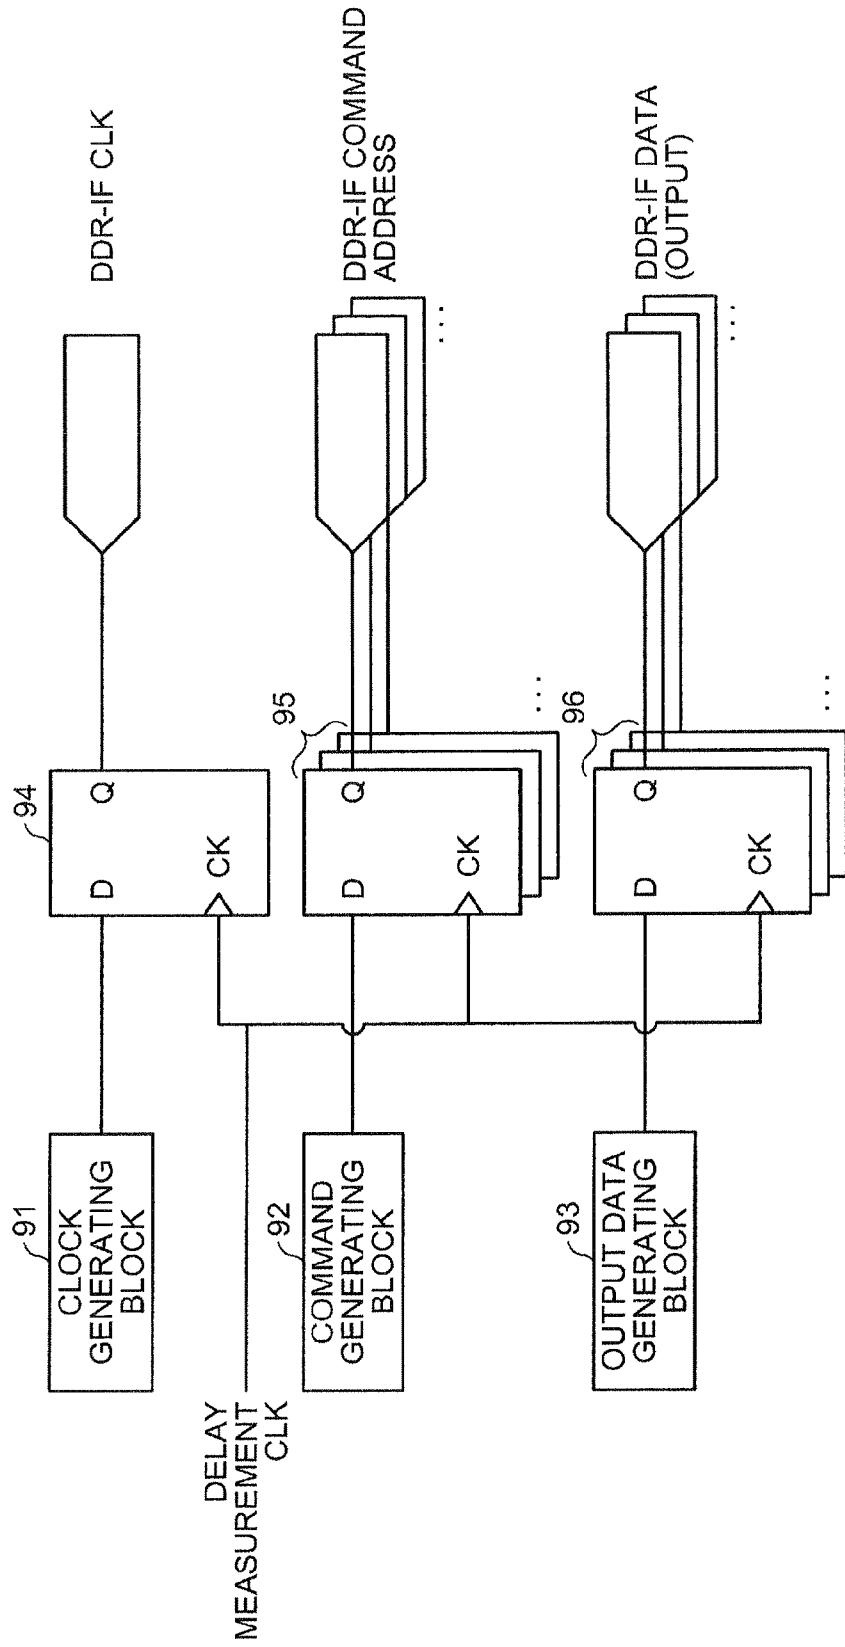 91
CLOCK
GENERATING
BLOCK
94
D
Q
CK
DDR-IF CLK
DELAY
MEASUREMENT
CLK
92
COMMAND
GENERATING
BLOCK
95
D
Q
CK
...
DDR-IF COMMAND
ADDRESS
...
93
OUTPUT DATA
GENERATING
BLOCK
96
D
Q
CK
...
DDR-IF DATA
(OUTPUT)
...